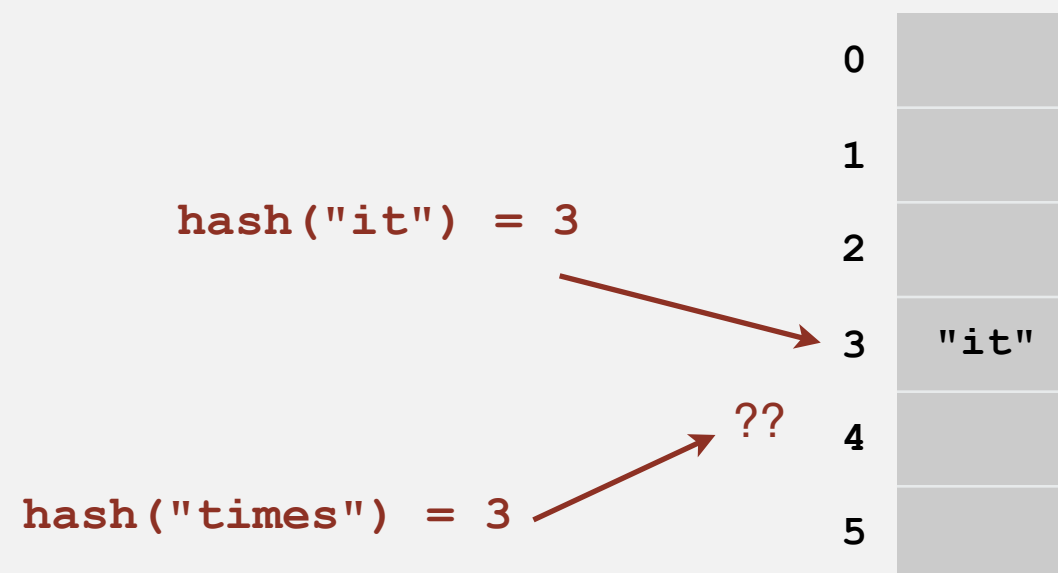 0
1
hash("it") = 3
2
3 "it"
??
4
hash("times") = 3
5